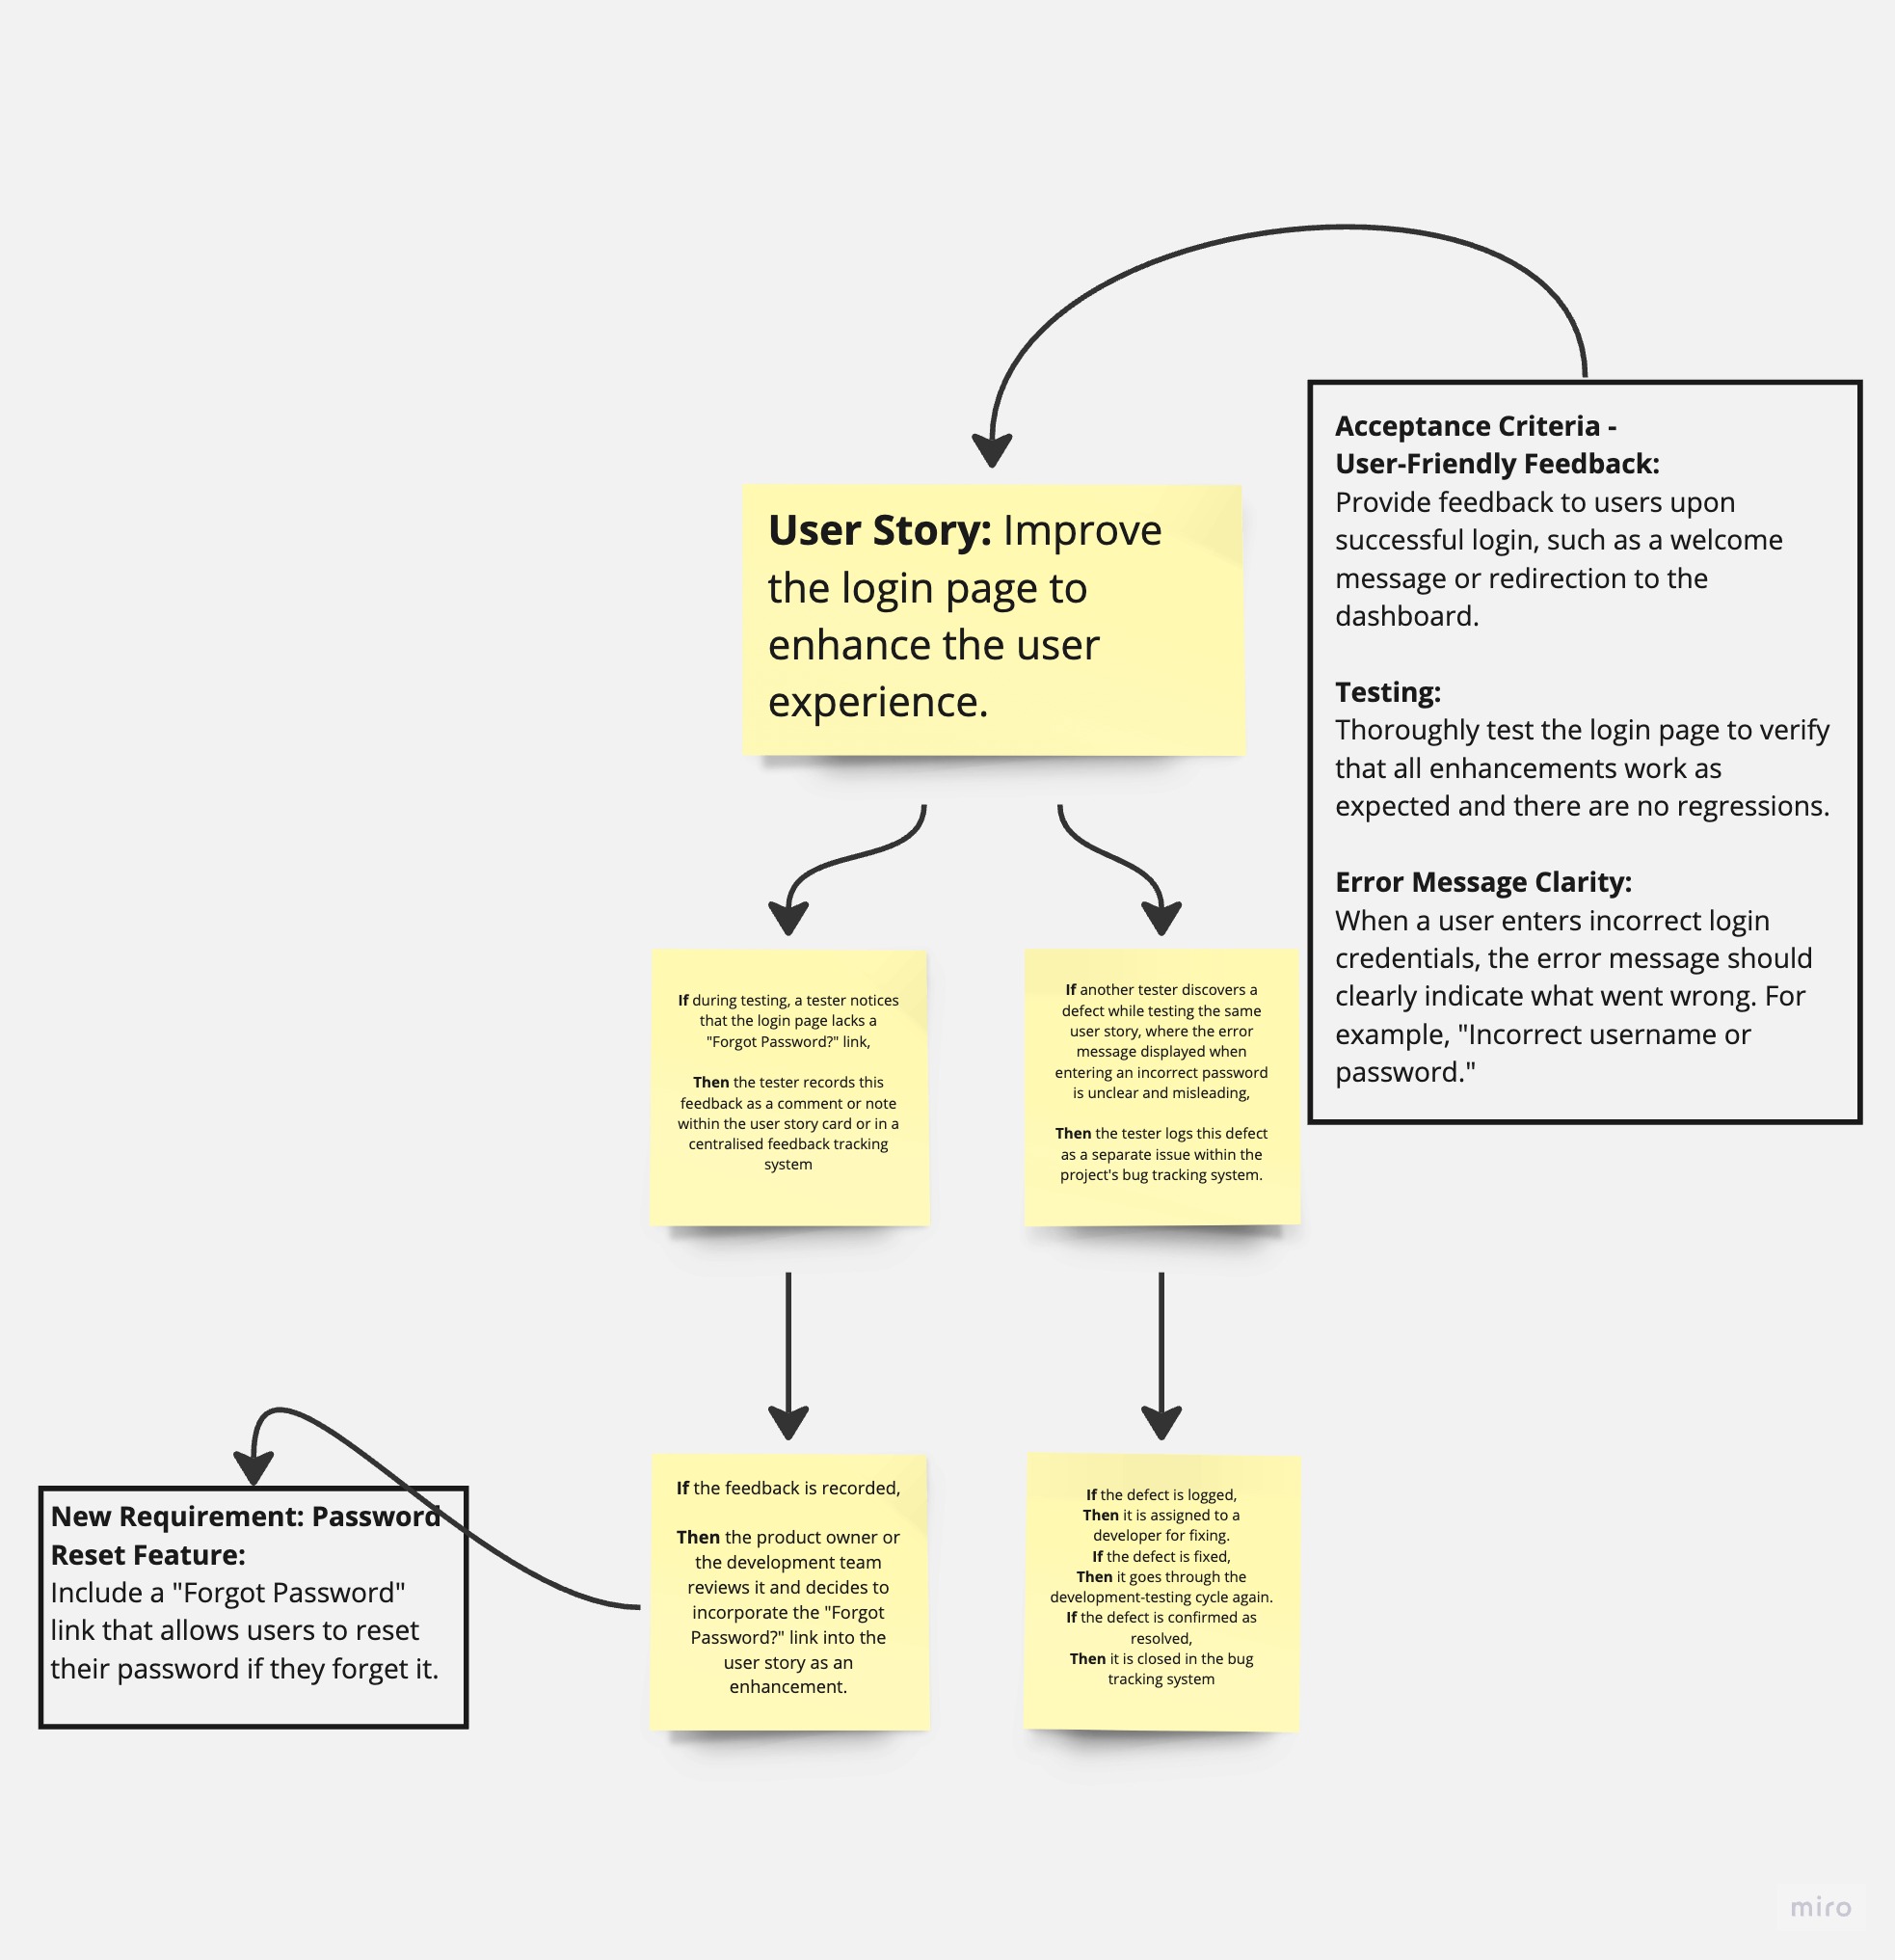 Acceptance Criteria -
User-Friendly Feedback:
Provide feedback to users upon
successful login, such as a welcome
message or redirection to the
dashboard.
Testing:
Thoroughly test the login page to verify
that all enhancements work as
expected and there are no regressions.
Error Message Clarity:
When a user enters incorrect login
credentials, the error message should
clearly indicate what went wrong. For
example, "Incorrect username or
password."
User Story: Improve
the login page to
enhance the user
experience.
If during testing, a tester notices
that the login page lacks a
"Forgot Password?" link,
Then the tester records this
feedback as a comment or note
within the user story card or in a
centralised feedback tracking
system
If another tester discovers a
defect while testing the same
user story, where the error
message displayed when
entering an incorrect password
is unclear and misleading,
Then the tester logs this defect
as a separate issue within the
project's bug tracking system.
If the feedback is recorded,
Then the product owner or
the development team
reviews it and decides to
incorporate the "Forgot
Password?" link into the
user story as an
enhancement.
If the defect is logged,
Then it is assigned to a
developer for fixing.
If the defect is fixed,
Then it goes through the
development-testing cycle again.
If the defect is confirmed as
resolved,
Then it is closed in the bug
tracking system
New Requirement: Password
Reset Feature:
Include a "Forgot Password"
link that allows users to reset
their password if they forget it.
miro